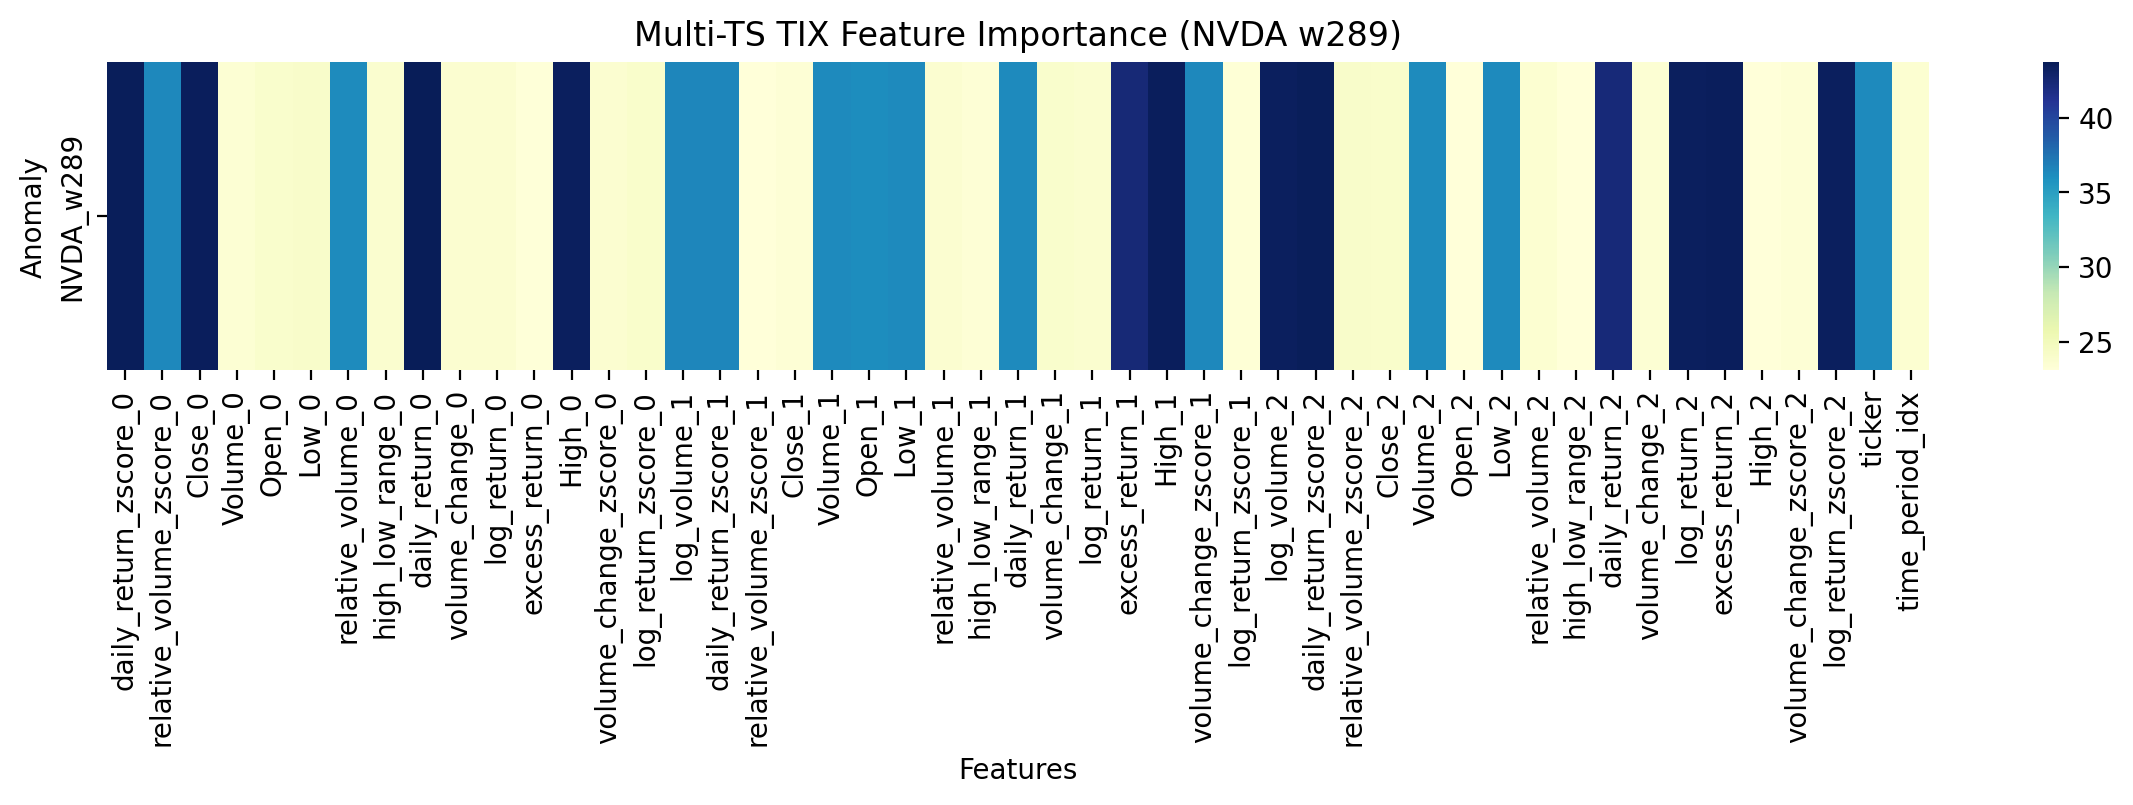 Multi-TS TIX Feature Importance (NVDA w289)
Anomaly
NVDA_w289
40
35
30
25
daily_return_zscore_0
relative_volume_zscore_0
Close_0
Volume_0
Open_0
Low_0
relative_volume_0
high_low_range_0
daily_return_0
volume_change_0
log_return_0
excess_return_0
High_0
volume_change_zscore_0
log_return_zscore_0
log_volume_1
daily_return_zscore_1
relative_volume_zscore_1
Close_1
Volume_1
Open_1
Low_1
relative_volume_1
high_low_range_1
daily_return_1
volume_change_1
log_return_1
excess_return_1
High_1
volume_change_zscore_1
log_return_zscore_1
log_volume_2
daily_return_zscore_2
relative_volume_zscore_2
Close_2
Volume_2
Open_2
Low_2
relative_volume_2
high_low_range_2
daily_return_2
volume_change_2
log_return_2
excess_return_2
High_2
volume_change_zscore_2
log_return_zscore_2
ticker
time_period_idx
Features